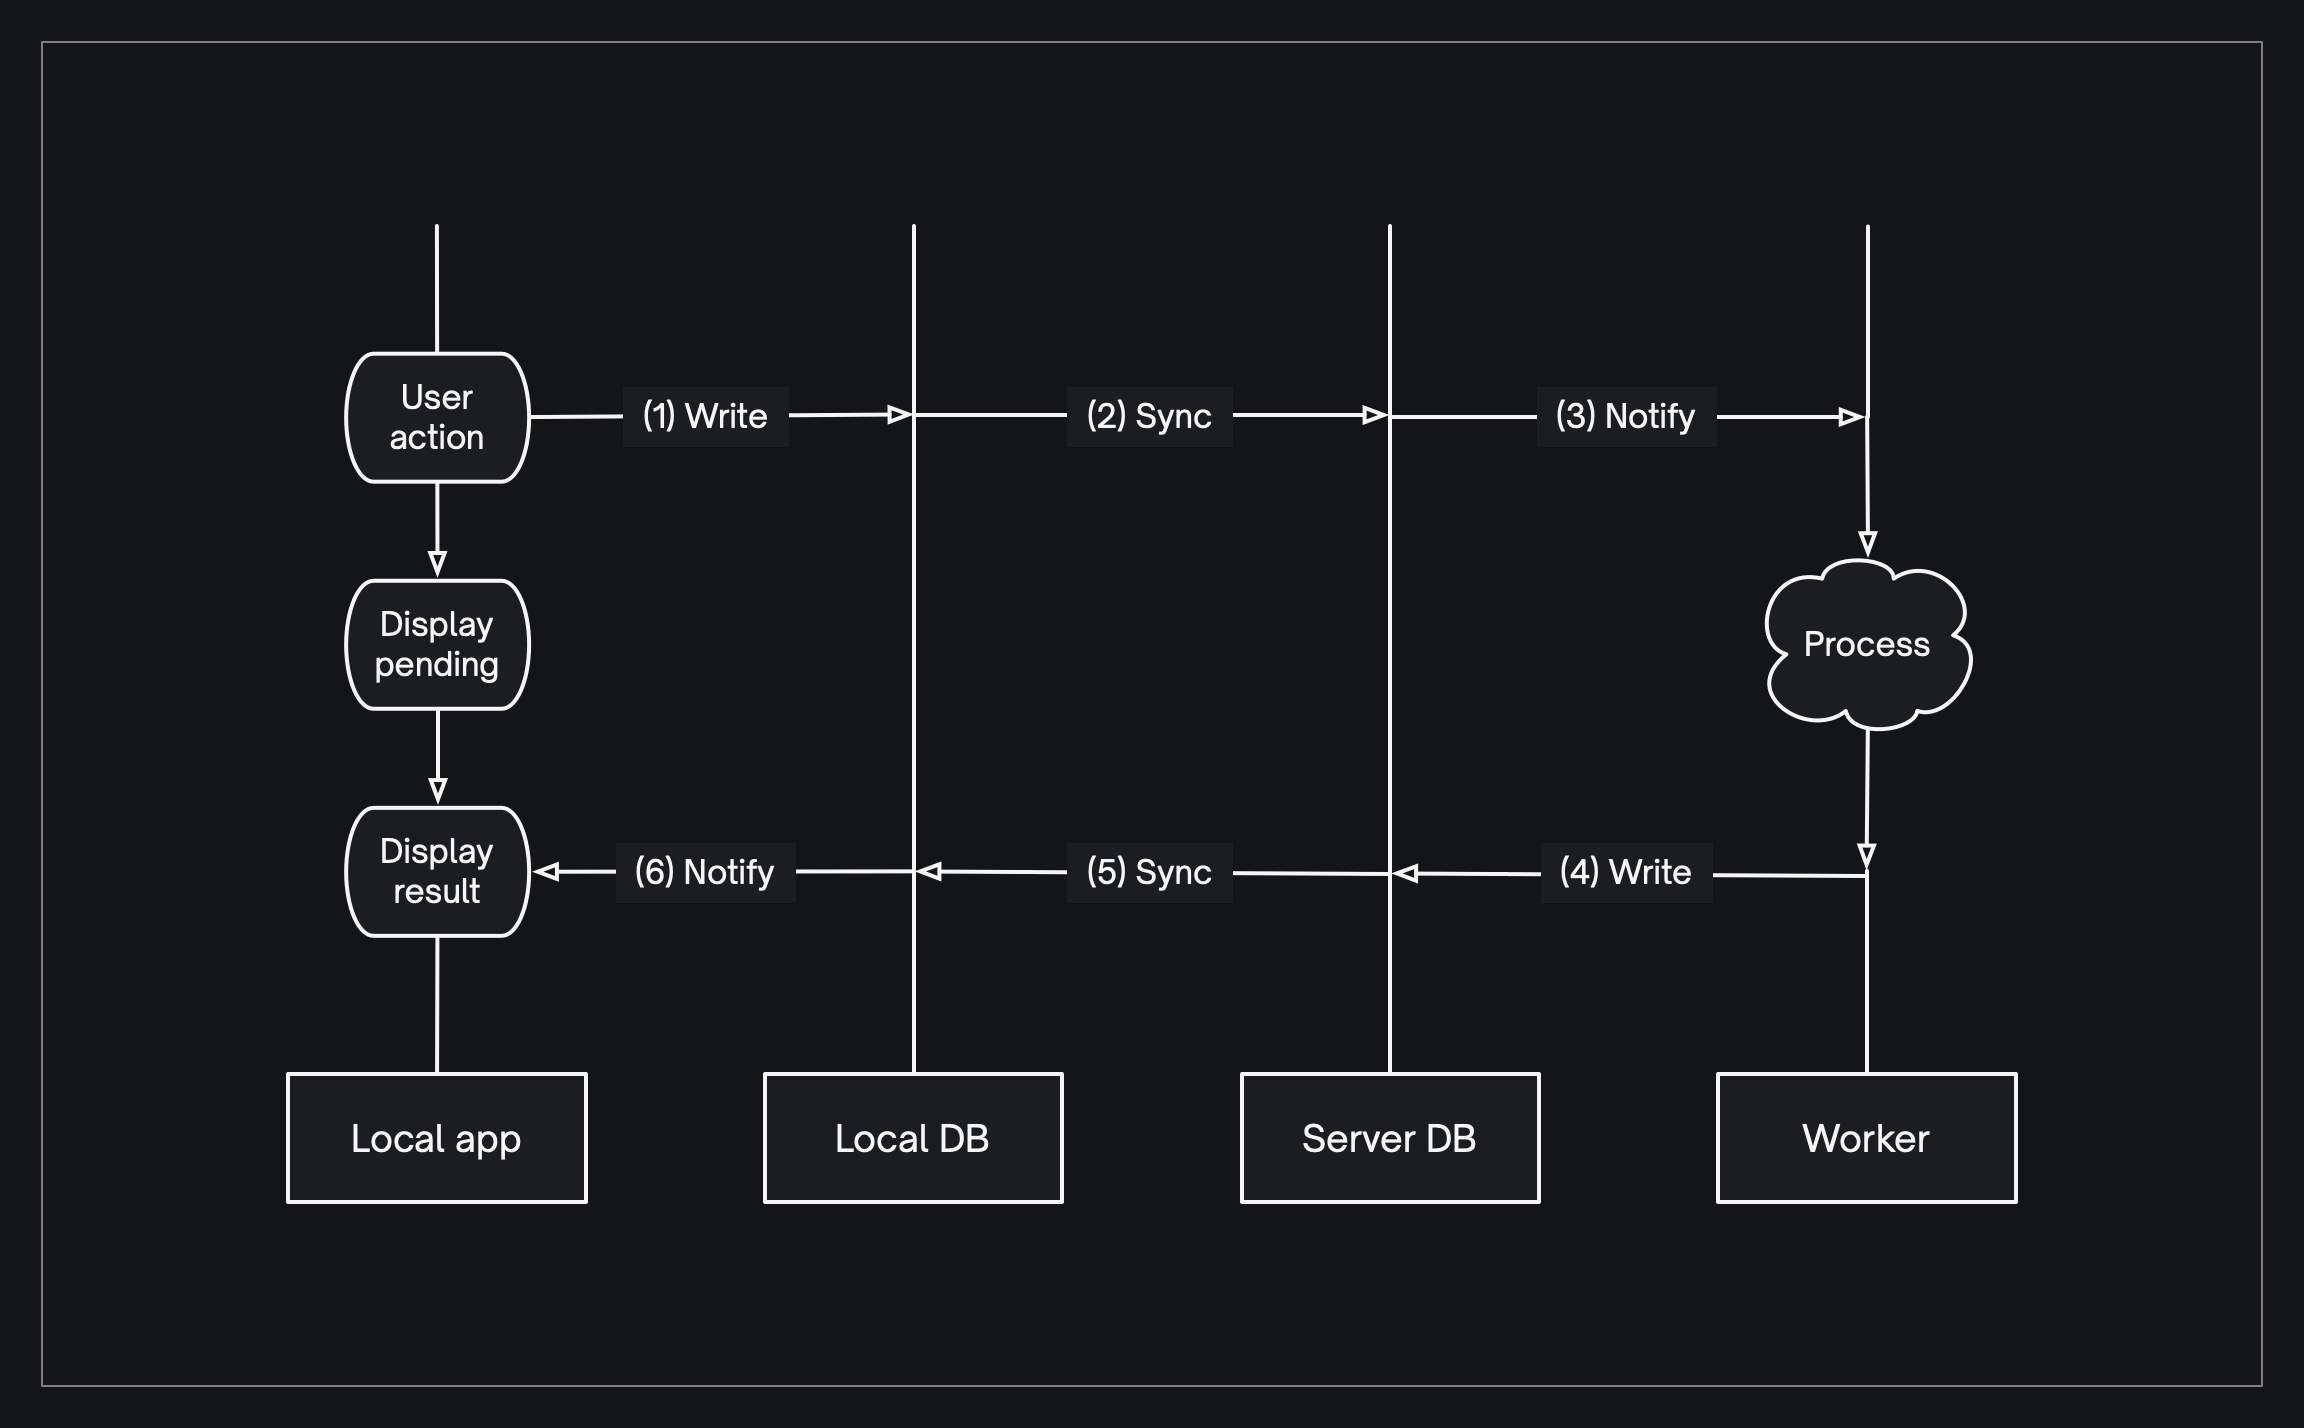 User
action
(1) Write
(2) Sync
(3) Notify
Display
pending
Process
Display
result
(6) Notify
(5) Sync
(4) Write
Local app
Local DB
Server DB
Worker